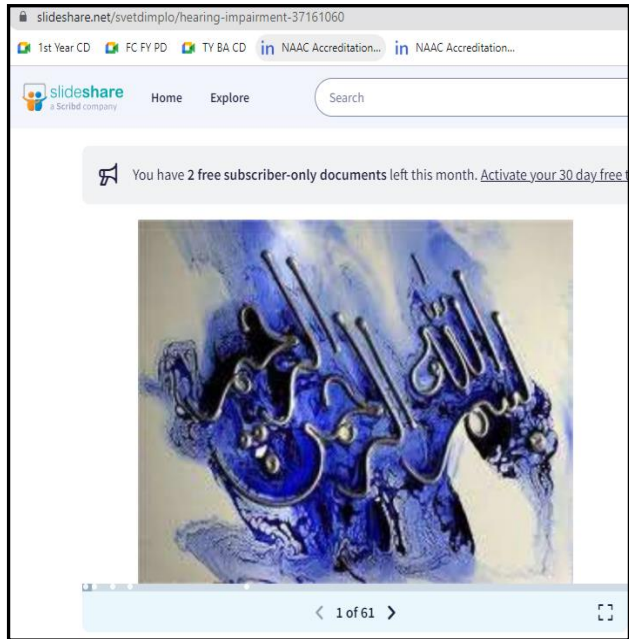 slideshare.net/svetdimplo/hearing-impairment-37161060
1st Year CD FC FY PD TY BA CD in NAAC Accreditation... in NAAC Accreditation...
slideshare
a Scribd company
Home Explore Search
You have 2 free subscriber-only documents left this month. Activate your 30 day free t
بسم الله الرحمن الرحيم
1 of 61